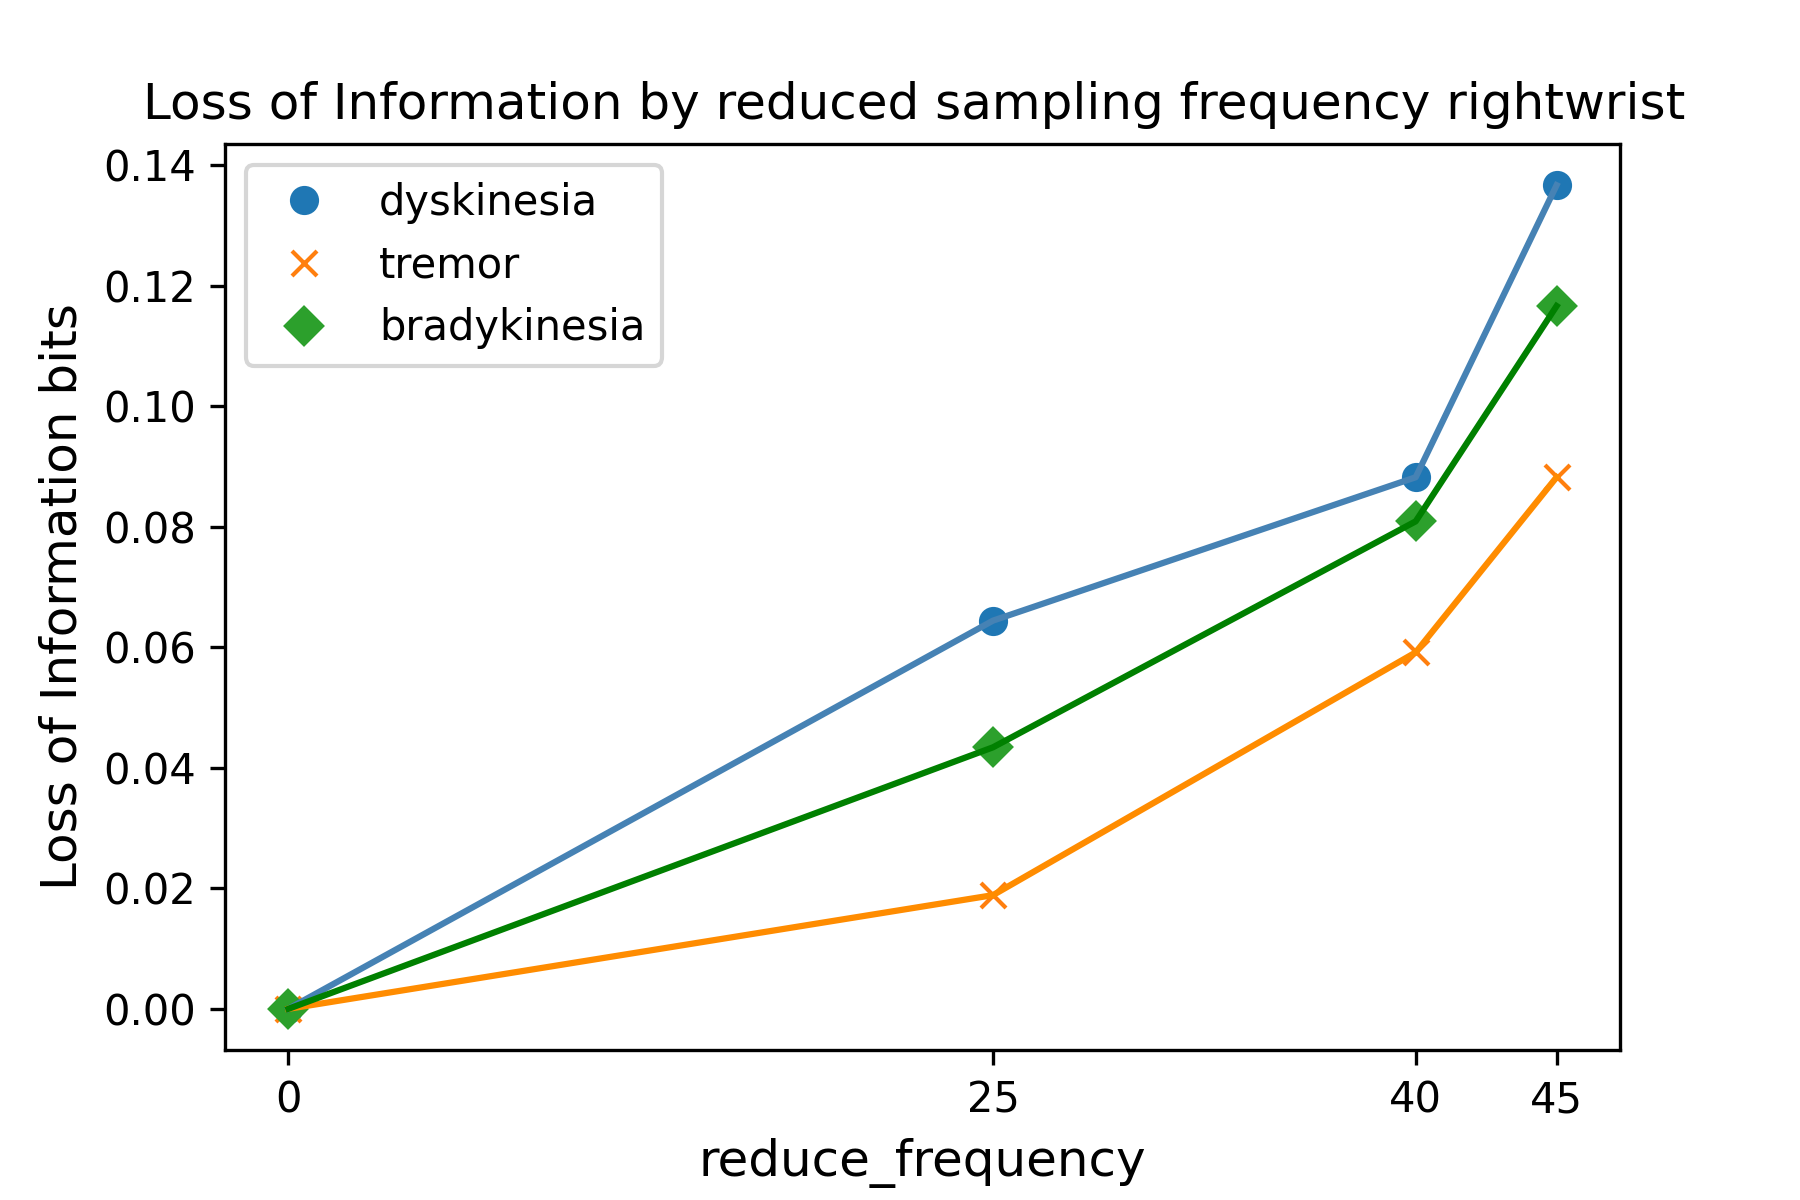 Loss of Information by reduced sampling frequency rightwrist
dyskinesia
tremor
bradykinesia
Loss of Information bits
0.14
0.12
0.10
0.08
0.06
0.04
0.02
0.00
0 25 40 45
reduce_frequency